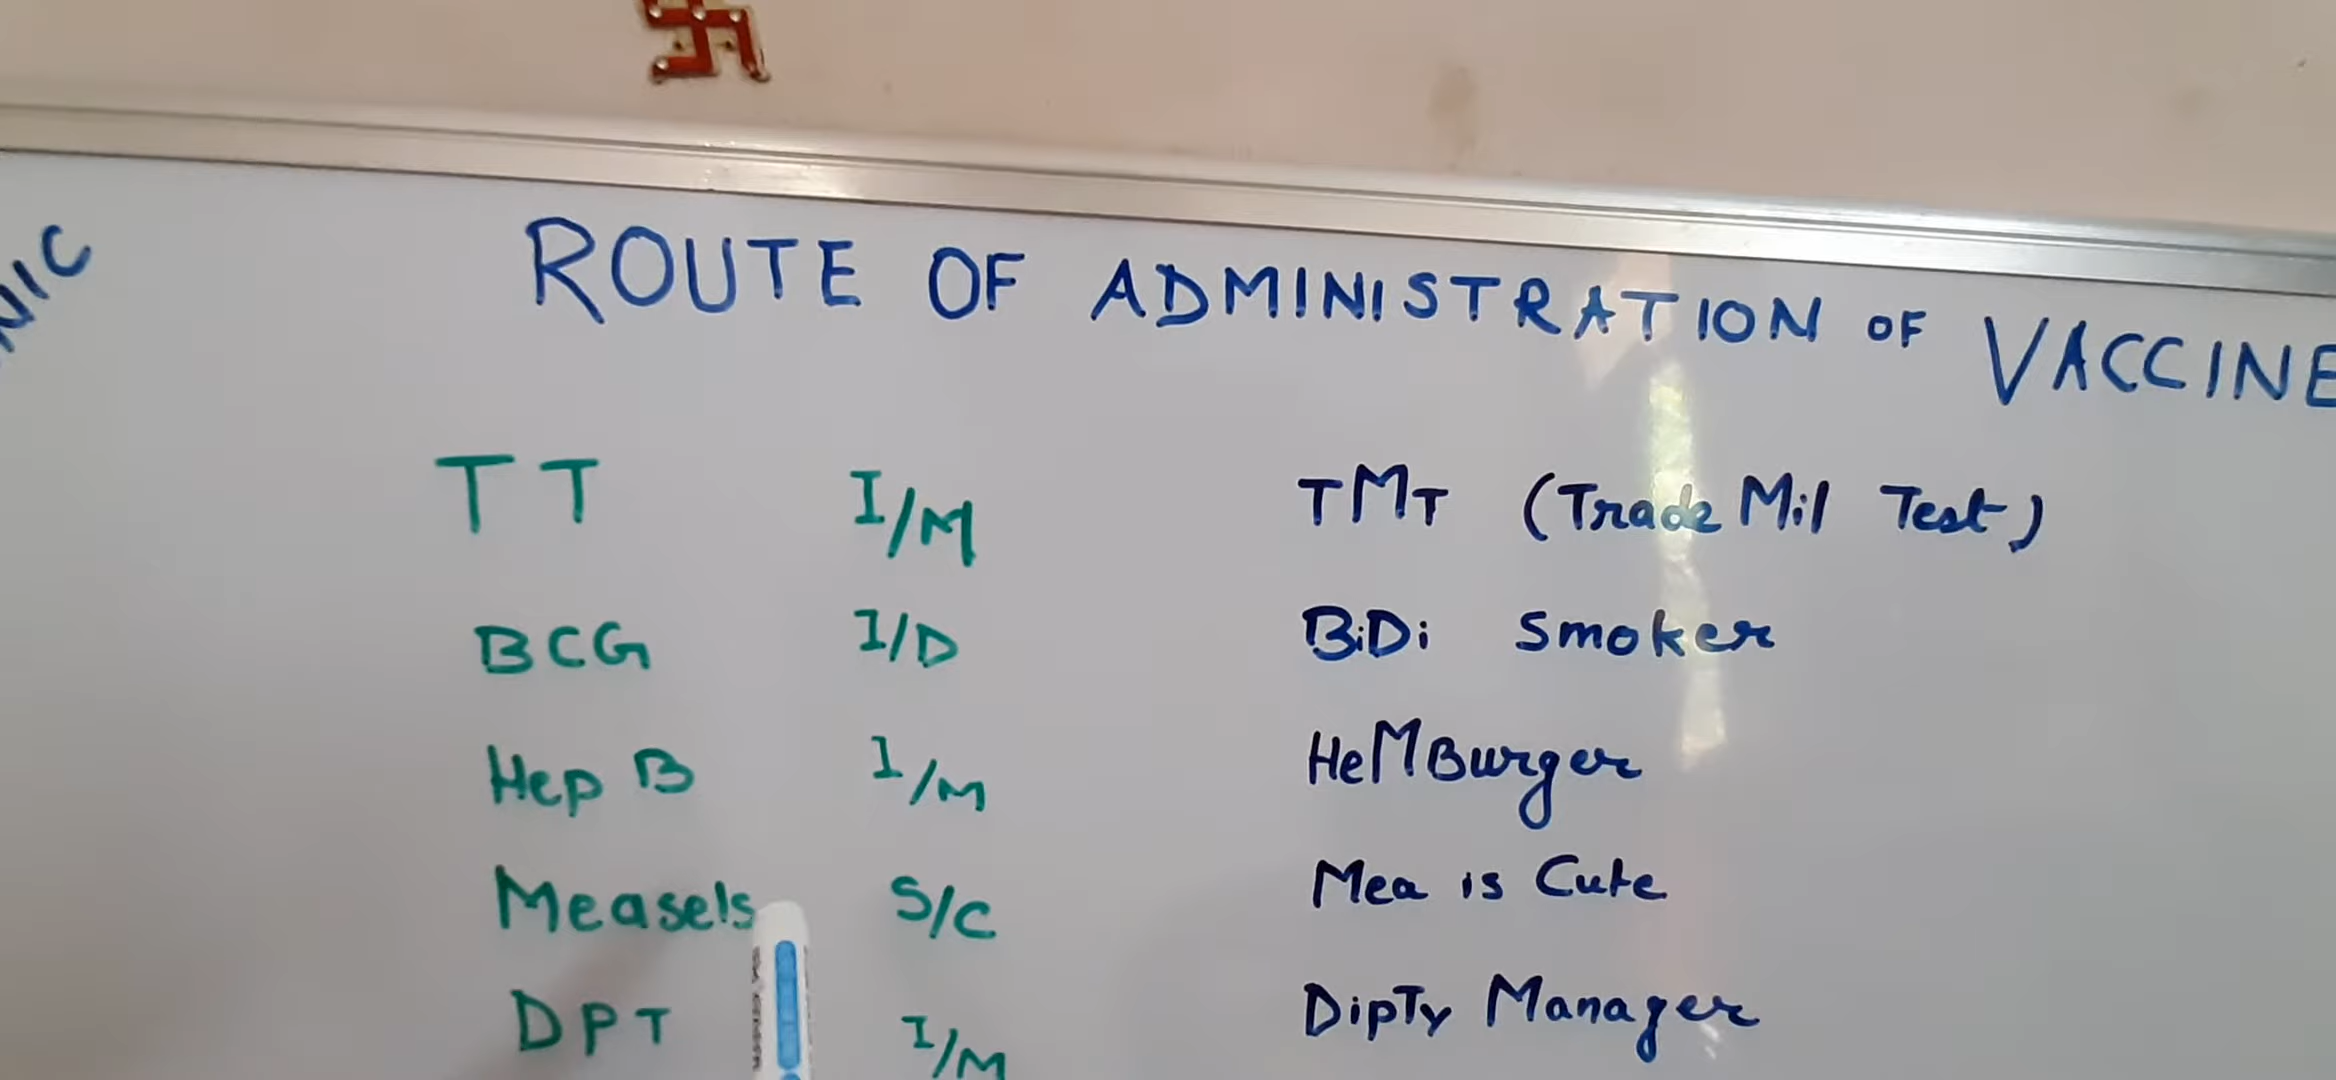 NIC
ROUTE OF ADMINISTRATION OF VACCINE
TT I/M TMT (Trade Mil Test)
BCG I/D BiDi Smoker
Hep B I/M HeMBurger
Measels S/C Mea is Cute
DPT I/M DipTy Manager